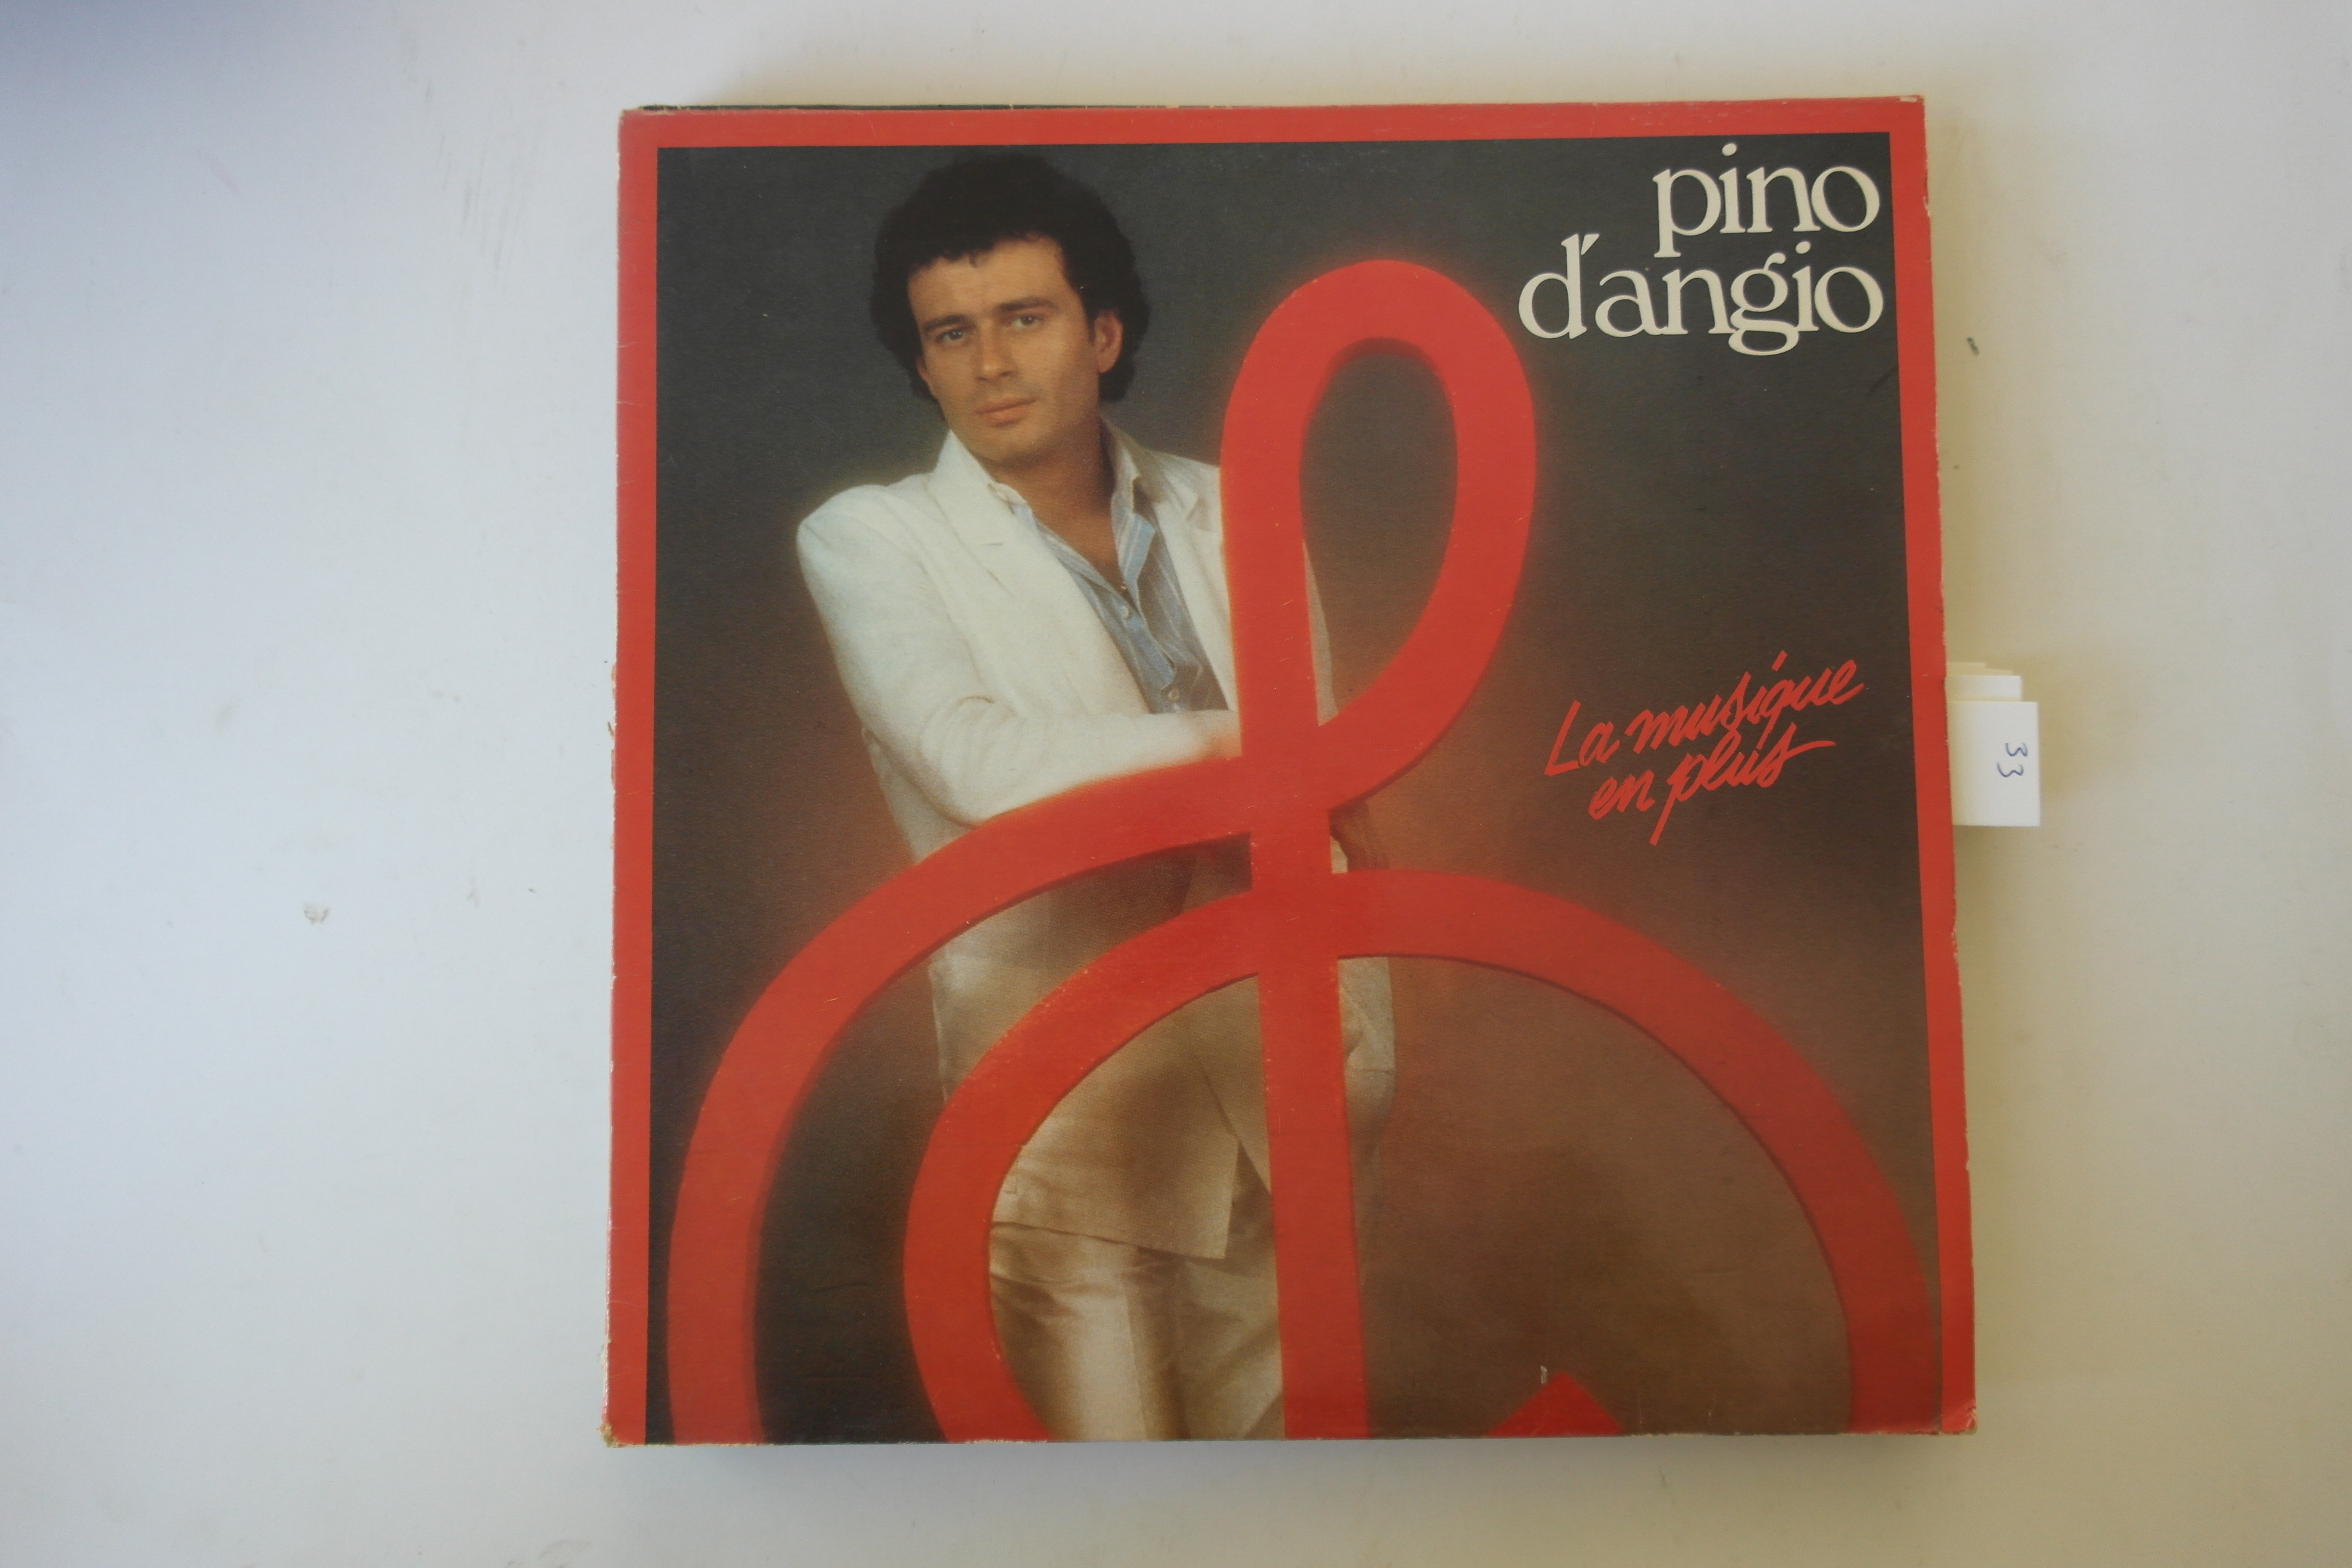 pino
d'angio
La musique
en plus
33